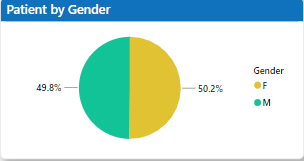 Patient by Gender
49.8%
50.2%
Gender
F
M